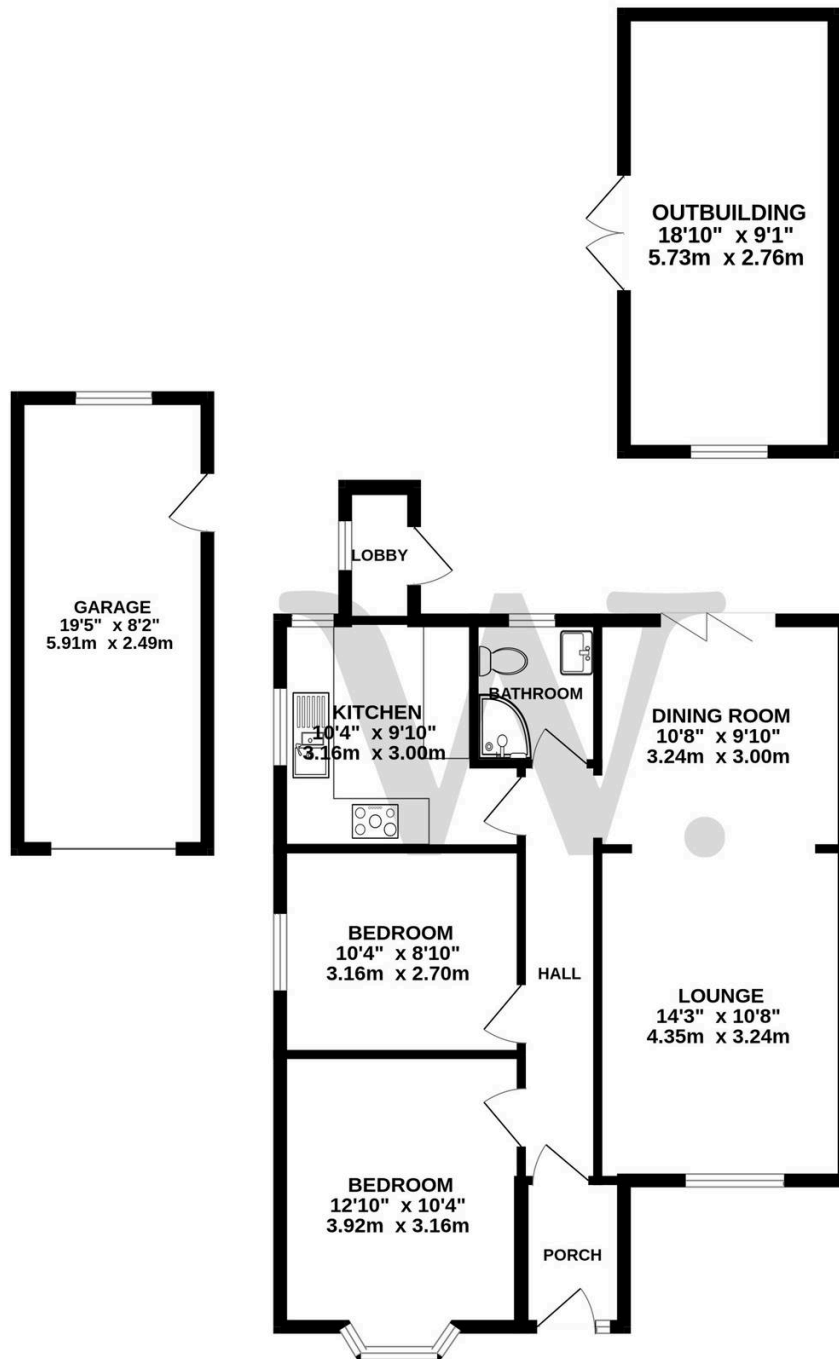 OUTBUILDING
18'10" x 9'1"
5.73m x 2.76m
GARAGE
19'5" x 8'2"
5.91m x 2.49m
LOBBY
KITCHEN
10'4" x 9'10"
3.16m x 3.00m
BATHROOM
DINING ROOM
10'8" x 9'10"
3.24m x 3.00m
BEDROOM
10'4" x 8'10"
3.16m x 2.70m
HALL
LOUNGE
14'3" x 10'8"
4.35m x 3.24m
BEDROOM
12'10" x 10'4"
3.92m x 3.16m
PORCH
W.